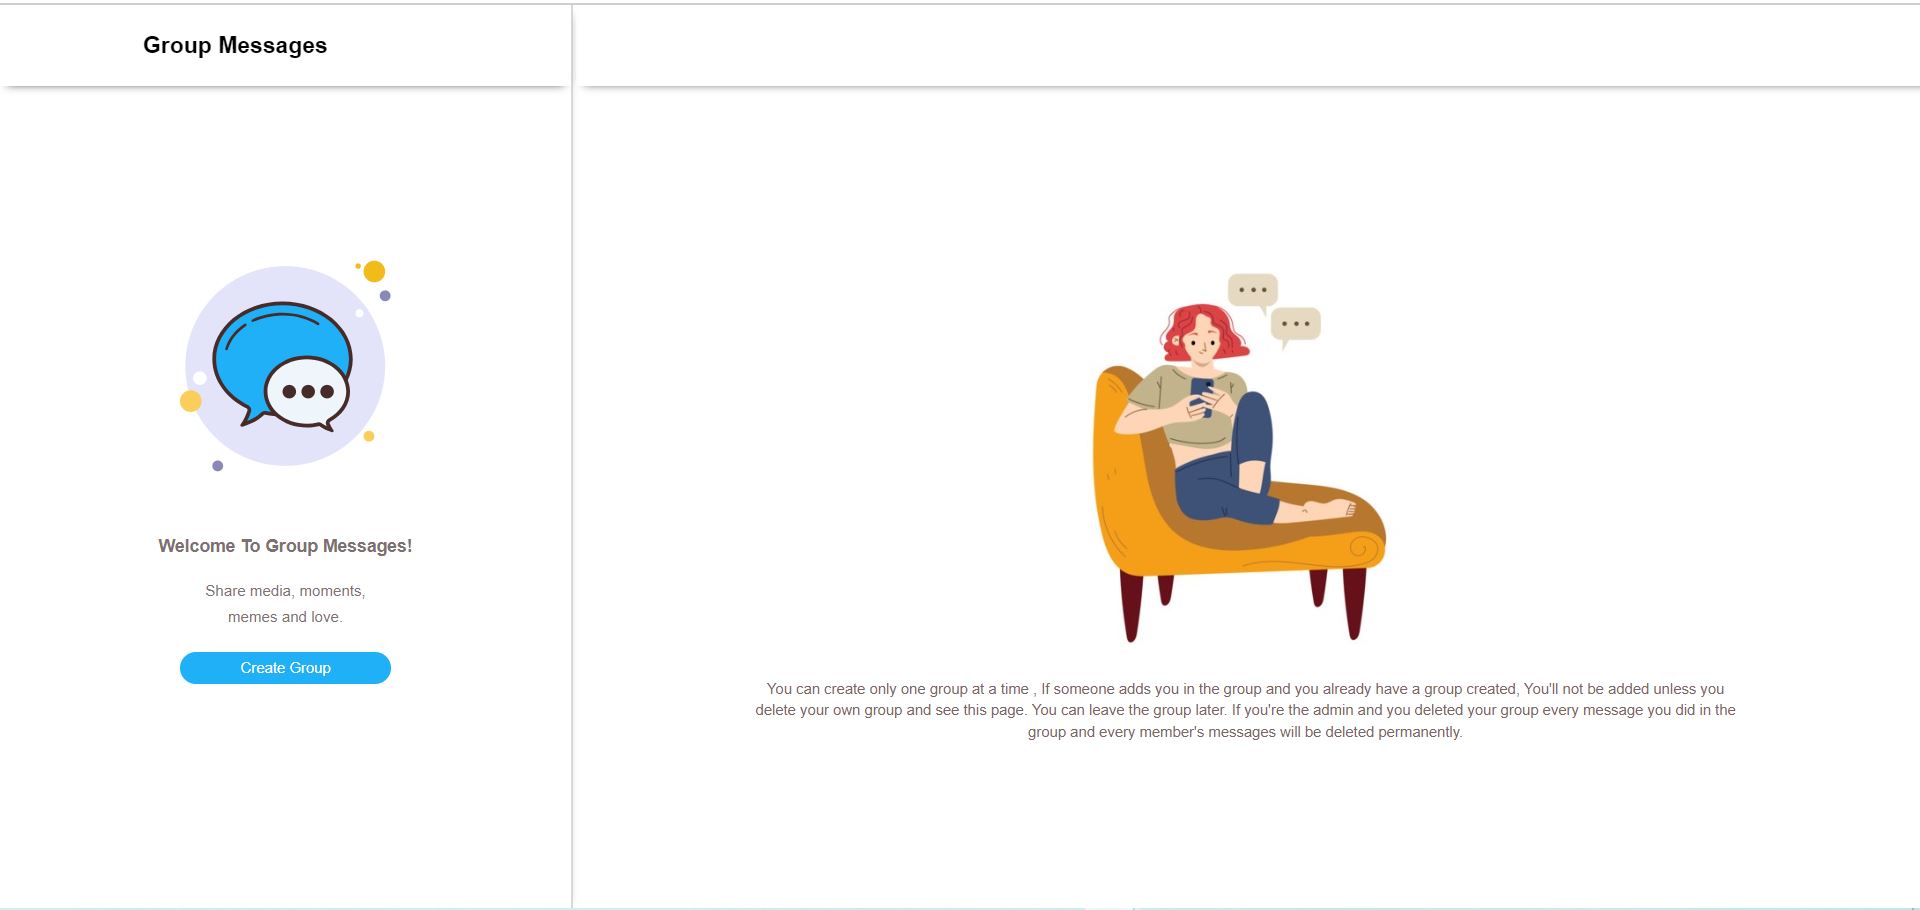 Group Messages
Welcome To Group Messages!
Share media, moments,
memes and love.
Create Group
You can create only one group at a time , If someone adds you in the group and you already have a group created, You'll not be added unless you
delete your own group and see this page. You can leave the group later. If you're the admin and you deleted your group every message you did in the
group and every member's messages will be deleted permanently.